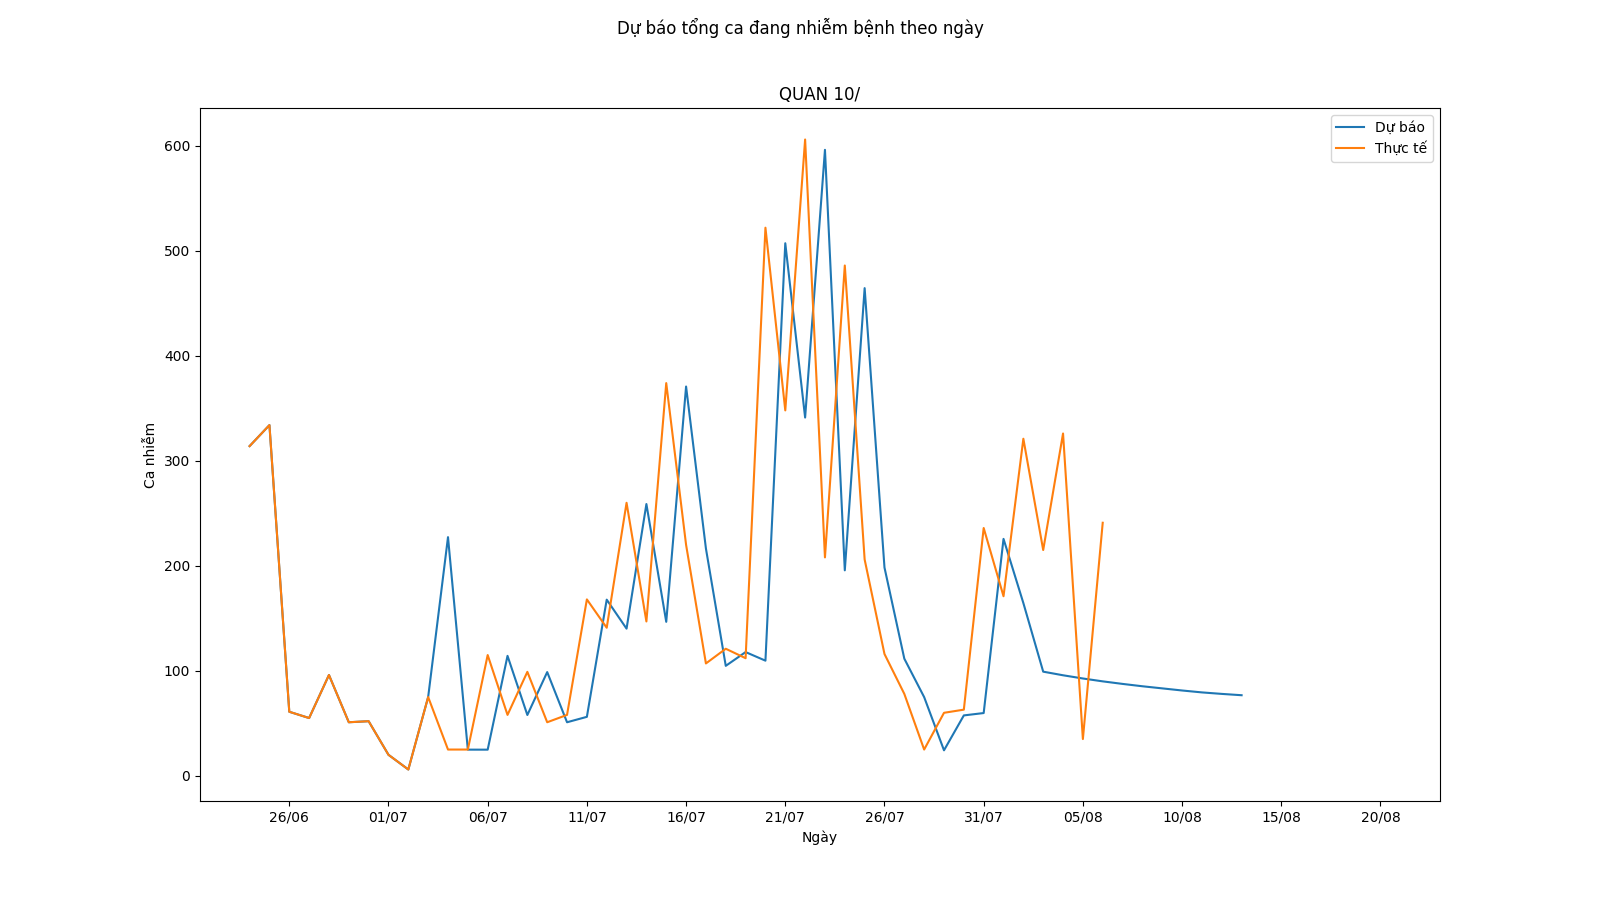 Dự báo tổng ca đang nhiễm bệnh theo ngày
QUAN 10/
Dự báo
Thực tế
600
500
400
300
200
100
0
Ca nhiễm
26/06 01/07 06/07 11/07 16/07 21/07 26/07 31/07 05/08 10/08 15/08 20/08
Ngày